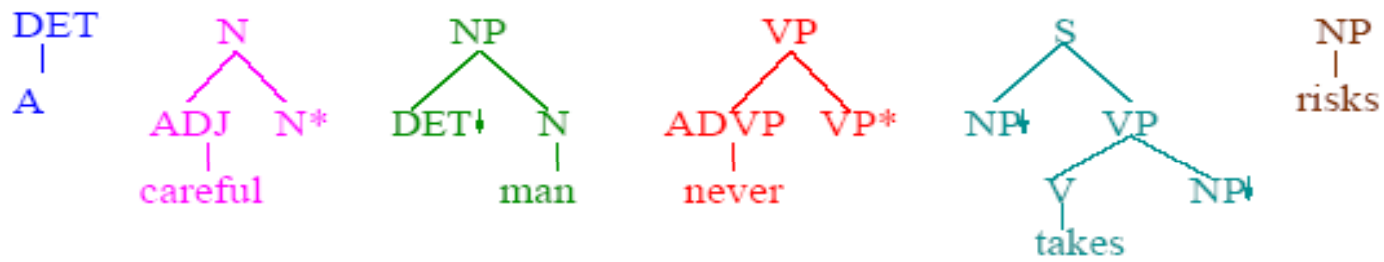 DET N NP VP S NP
A ADJ N* DET↓ N ADVP VP* NP↓ VP risks
careful man never V NP↓
takes